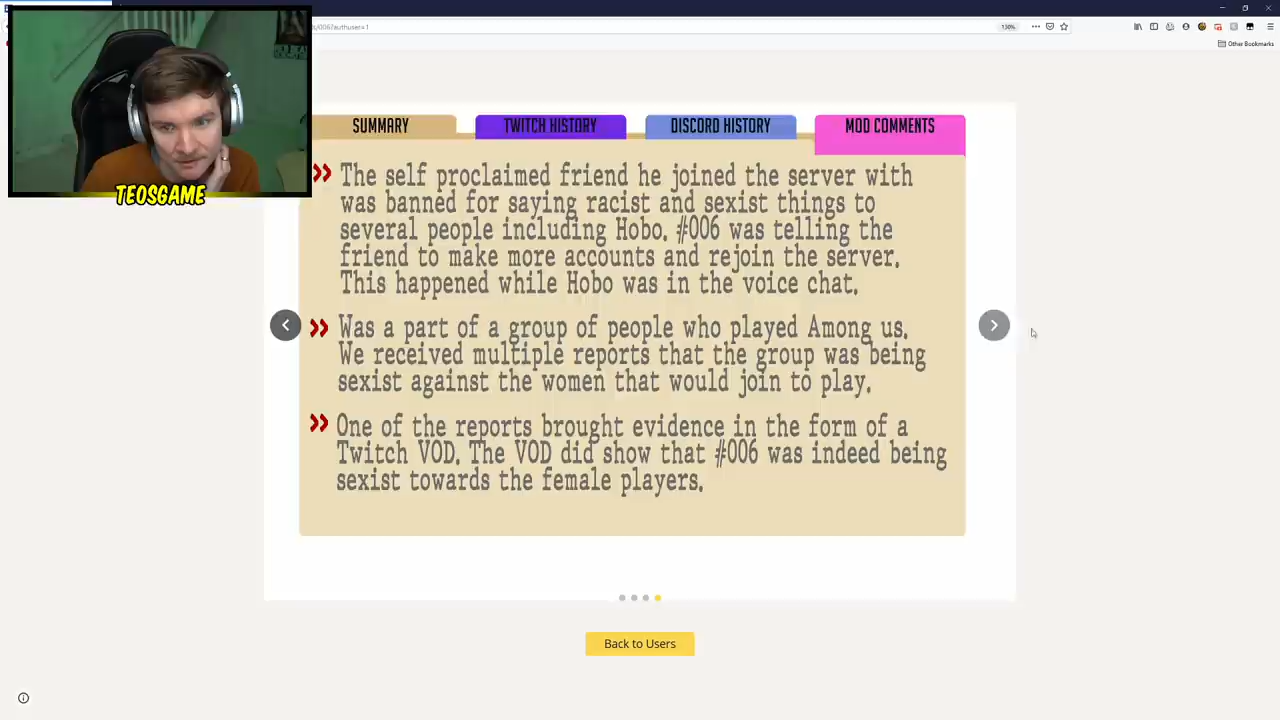 006?authuser=1
130%
Other Bookmarks
TEOSGAME
SUMMARY
TWITCH HISTORY
DISCORD HISTORY
MOD COMMENTS
The self proclaimed friend he joined the server with
was banned for saying racist and sexist things to
several people including Hobo. #006 was telling the
friend to make more accounts and rejoin the server.
This happened while Hobo was in the voice chat.
Was a part of a group of people who played Among us.
We received multiple reports that the group was being
sexist against the women that would join to play.
One of the reports brought evidence in the form of a
Twitch VOD. The VOD did show that #006 was indeed being
sexist towards the female players.
Back to Users